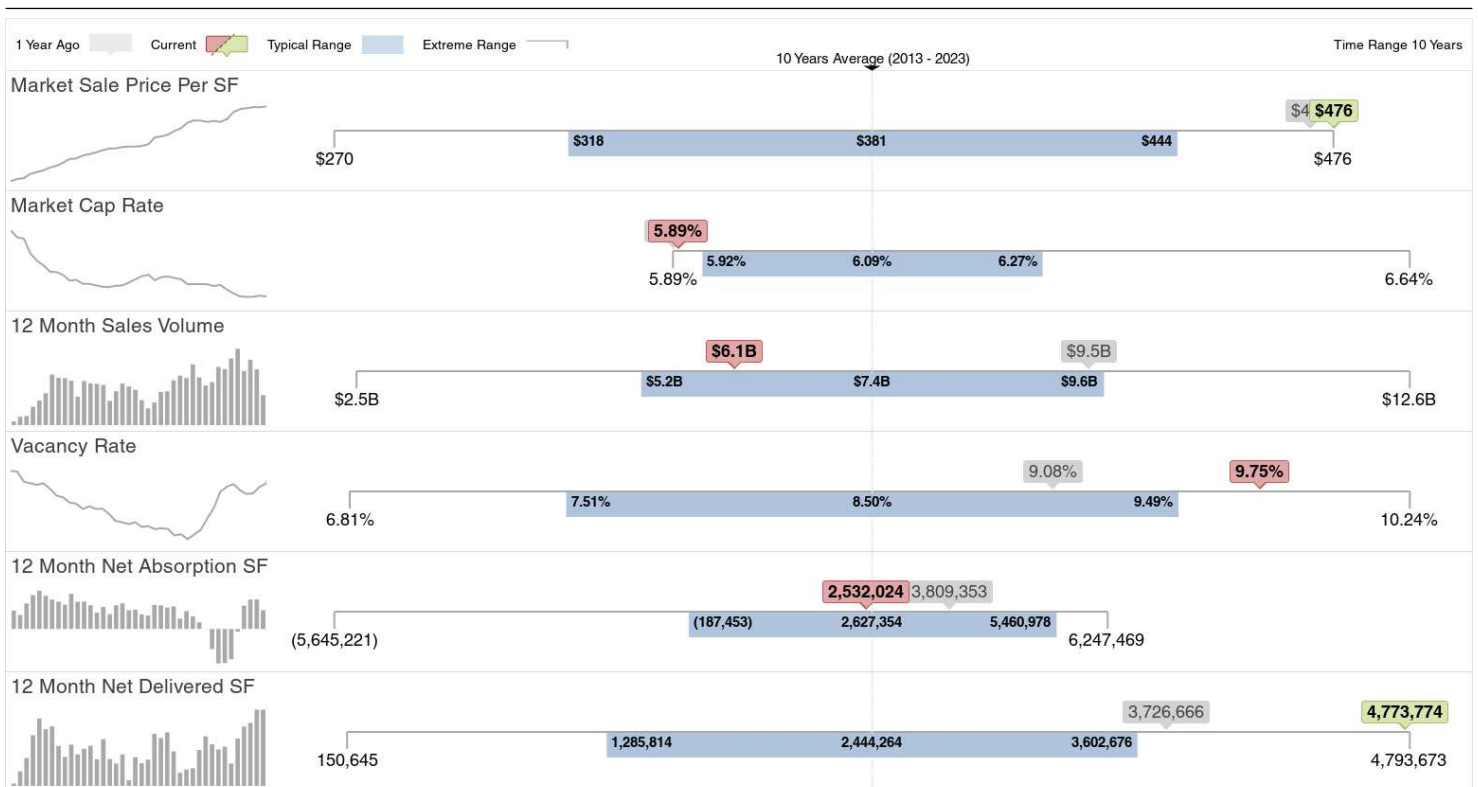 1 Year Ago Current Typical Range Extreme Range Time Range 10 Years
10 Years Average (2013 - 2023)
Market Sale Price Per SF
$4 $476
$318 $381 $444
$270 $476
Market Cap Rate
5.89%
5.92% 6.09% 6.27%
5.89% 6.64%
12 Month Sales Volume
$6.1B $9.5B
$5.2B $7.4B $9.6B
$2.5B $12.6B
Vacancy Rate
9.08% 9.75%
7.51% 8.50% 9.49%
6.81% 10.24%
12 Month Net Absorption SF
2,532,024 3,809,353
(187,453) 2,627,354 5,460,978
(5,645,221) 6,247,469
12 Month Net Delivered SF
3,726,666 4,773,774
1,285,814 2,444,264 3,602,676
150,645 4,793,673